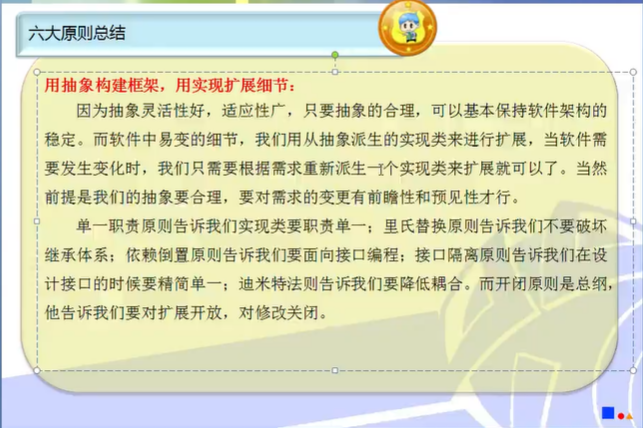 六大原则总结
用抽象构建框架，用实现扩展细节：
因为抽象灵活性好，适应性广，只要抽象的合理，可以基本保持软件架构的
稳定。而软件中易变的细节，我们用从抽象派生的实现类来进行扩展，当软件需
要发生变化时，我们只需要根据需求重新派生一个实现类来扩展就可以了。当然
前提是我们的抽象要合理，要对需求的变更有前瞻性和预见性才行。
单一职责原则告诉我们实现类要职责单一；里氏替换原则告诉我们不要破坏
继承体系；依赖倒置原则告诉我们要面向接口编程；接口隔离原则告诉我们在设
计接口的时候要精简单一；迪米特法则告诉我们要降低耦合。而开闭原则是总纲，
他告诉我们要对扩展开放，对修改关闭。